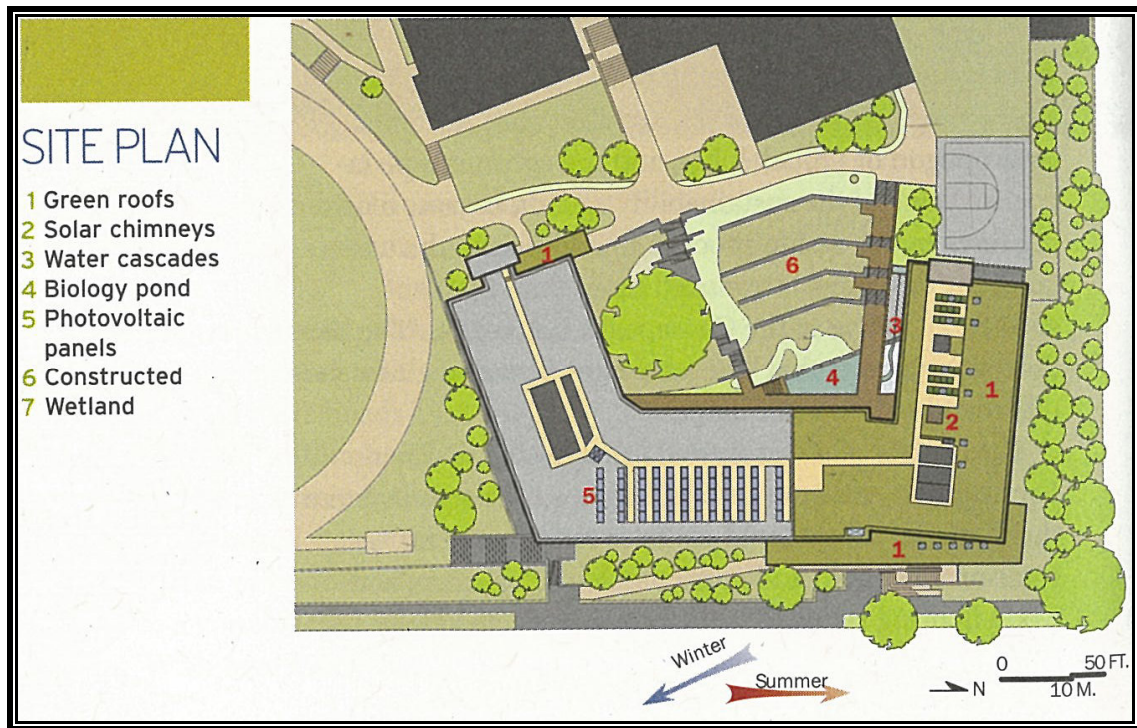 SITE PLAN
1 Green roofs
2 Solar chimneys
3 Water cascades
4 Biology pond
5 Photovoltaic
panels
6 Constructed
7 Wetland
1
6
3
4
1
2
5
1
Winter
Summer
N
0 50 FT.
10 M.